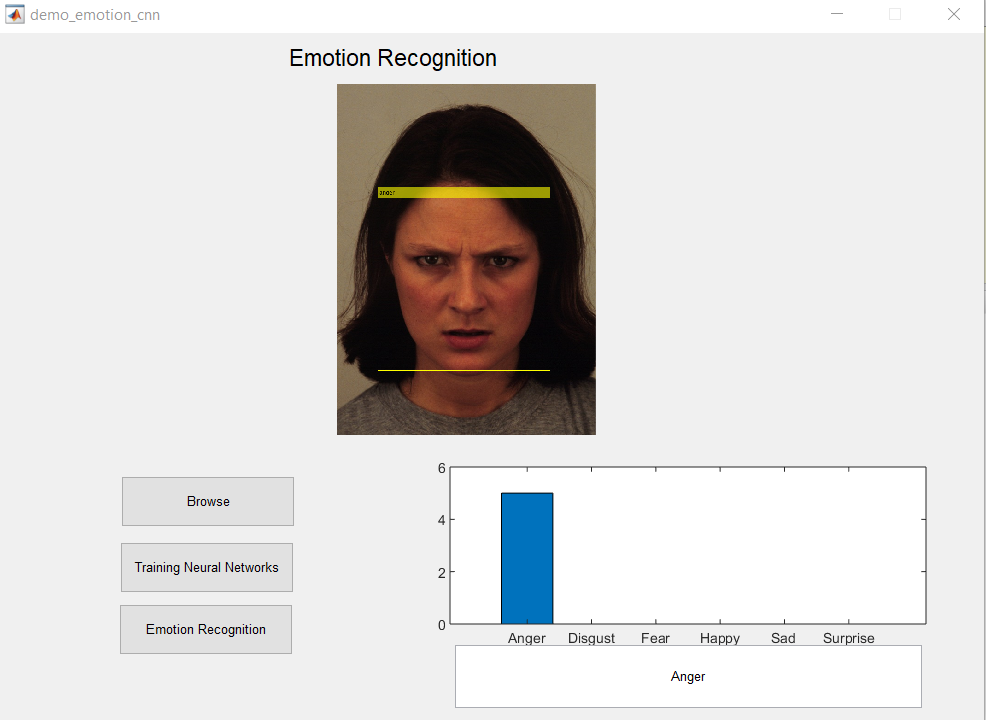 demo_emotion_cnn
Emotion Recognition
anger
Browse
Training Neural Networks
Emotion Recognition
6
4
2
0
Anger Disgust Fear Happy Sad Surprise
Anger